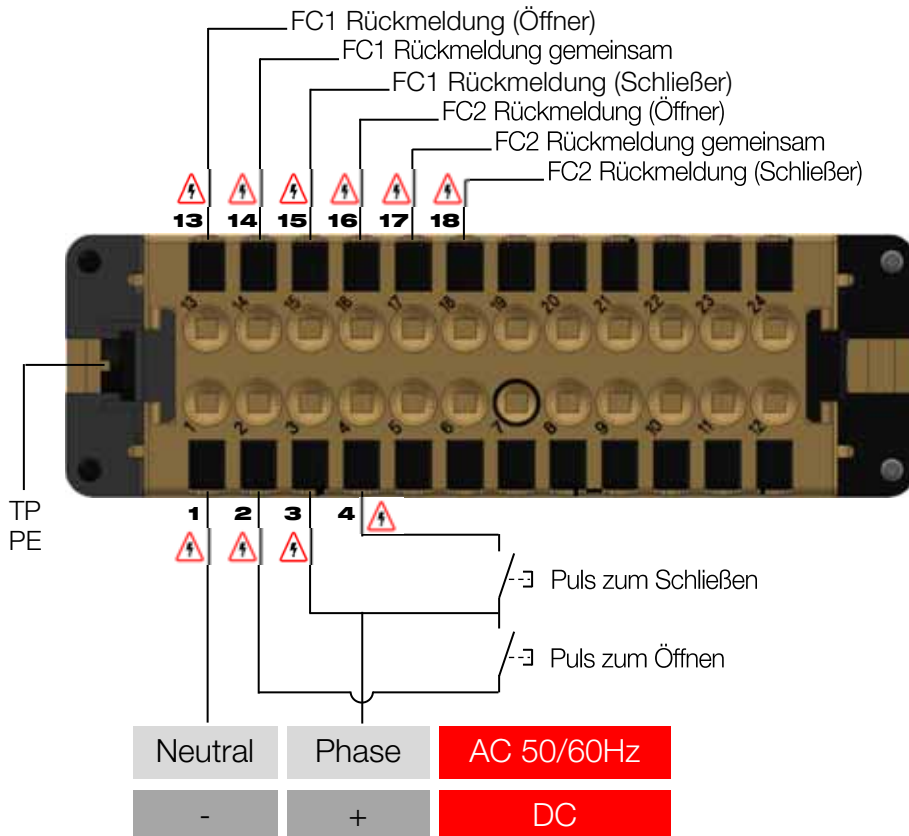 FC1 Rückmeldung (Öffner)
FC1 Rückmeldung gemeinsam
FC1 Rückmeldung (Schließer)
FC2 Rückmeldung (Öffner)
FC2 Rückmeldung gemeinsam
FC2 Rückmeldung (Schließer)
13 14 15 16 17 18
13 14 15 16 17 18 19 20 21 22 23 24
1 2 3 4 5 6 7 8 9 10 11 12
TP
PE
1 2 3 4
Puls zum Schließen
Puls zum Öffnen
Neutral Phase AC 50/60Hz
- + DC